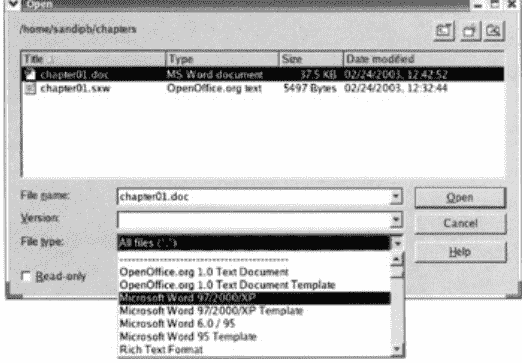 Open
/home/sandipb/chapters
Title Type Size Date modified
chapter01.doc MS Word document 37.5 KB 02/24/2003, 12:42:52
chapter01.sxw OpenOffice.org text 5497 Bytes 02/24/2003, 12:32:44
File name: chapter01.doc Open
Version: Cancel
File type: All files (*.*) Help
Read-only
OpenOffice.org 1.0 Text Document
OpenOffice.org 1.0 Text Document Template
Microsoft Word 97/2000/XP
Microsoft Word 97/2000/XP Template
Microsoft Word 6.0 / 95
Microsoft Word 95 Template
Rich Text Format